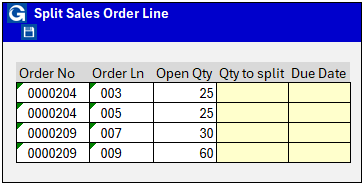 Split Sales Order Line
Order No Order Ln Open Qty Qty to split Due Date
0000204 003 25
0000204 005 25
0000209 007 30
0000209 009 60